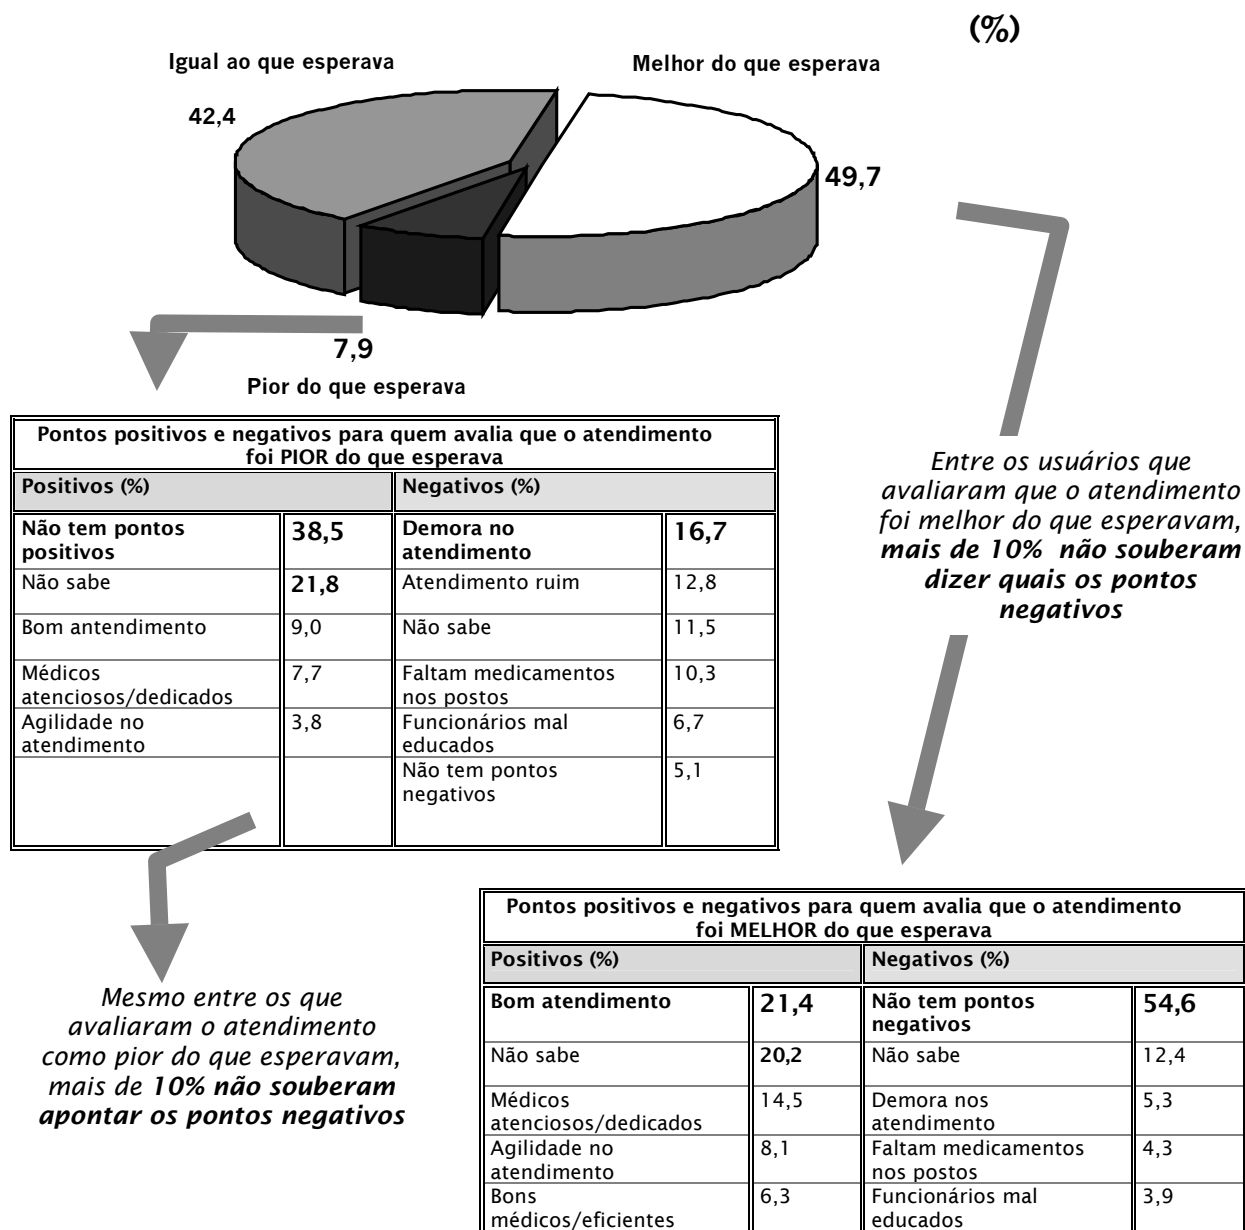 (%)
Igual ao que esperava
Melhor do que esperava
42,4
49,7
7,9
Pior do que esperava
Pontos positivos e negativos para quem avalia que o atendimento
foi PIOR do que esperava
Positivos (%) Negativos (%)
Não tem pontos 38,5 Demora no 16,7
positivos atendimento
Não sabe 21,8 Atendimento ruim 12,8
Bom antendimento 9,0 Não sabe 11,5
Médicos 7,7 Faltam medicamentos 10,3
atenciosos/dedicados nos postos
Agilidade no 3,8 Funcionários mal 6,7
atendimento educados
Não tem pontos 5,1
negativos
Entre os usuários que
avaliaram que o atendimento
foi melhor do que esperavam,
mais de 10% não souberam
dizer quais os pontos
negativos
Mesmo entre os que
avaliaram o atendimento
como pior do que esperavam,
mais de 10% não souberam
apontar os pontos negativos
Pontos positivos e negativos para quem avalia que o atendimento
foi MELHOR do que esperava
Positivos (%) Negativos (%)
Bom atendimento 21,4 Não tem pontos 54,6
negativos
Não sabe 20,2 Não sabe 12,4
Médicos 14,5 Demora nos 5,3
atenciosos/dedicados atendimento
Agilidade no 8,1 Faltam medicamentos 4,3
atendimento nos postos
Bons 6,3 Funcionários mal 3,9
médicos/eficientes educados